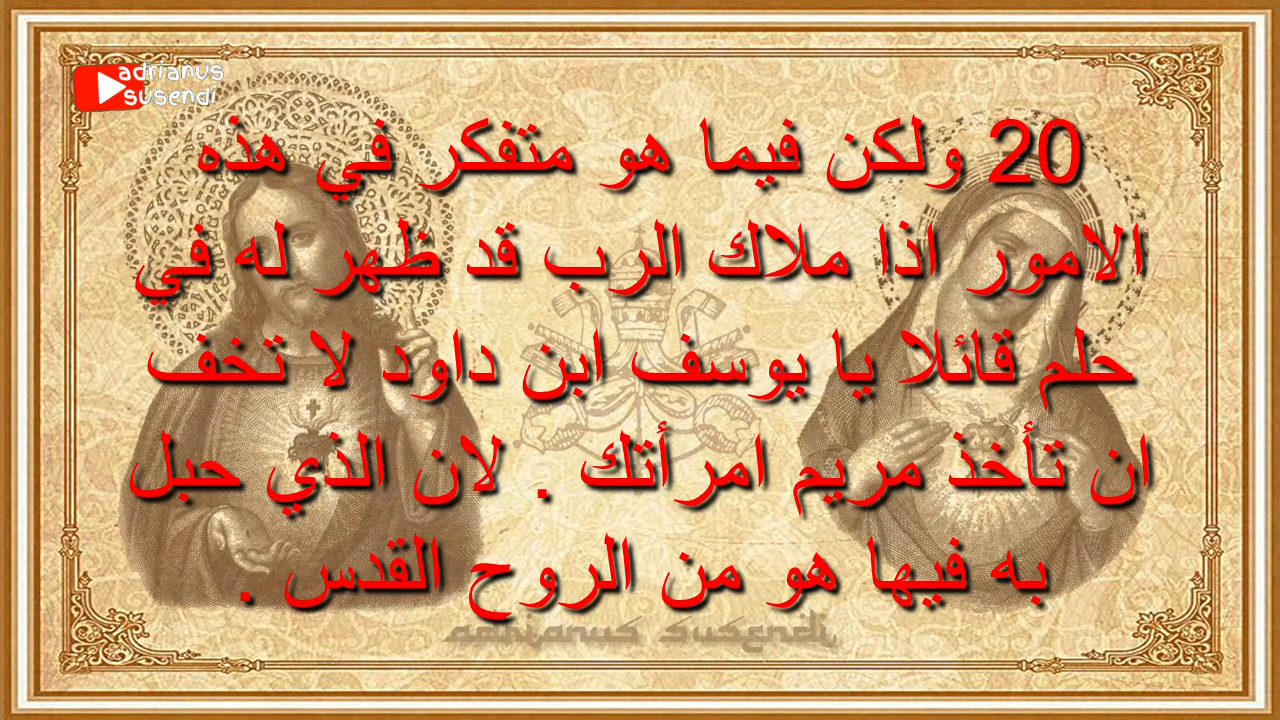 adrianus
susendi
20 ولكن فيما هو متفكر في هذه
الامور اذا ملاك الرب قد ظهر له في
حلم قائلا يا يوسف ابن داود لا تخف
ان تأخذ مريم امرأتك . لان الذي حبل
به فيها هو من الروح القدس .
adrianus susendi